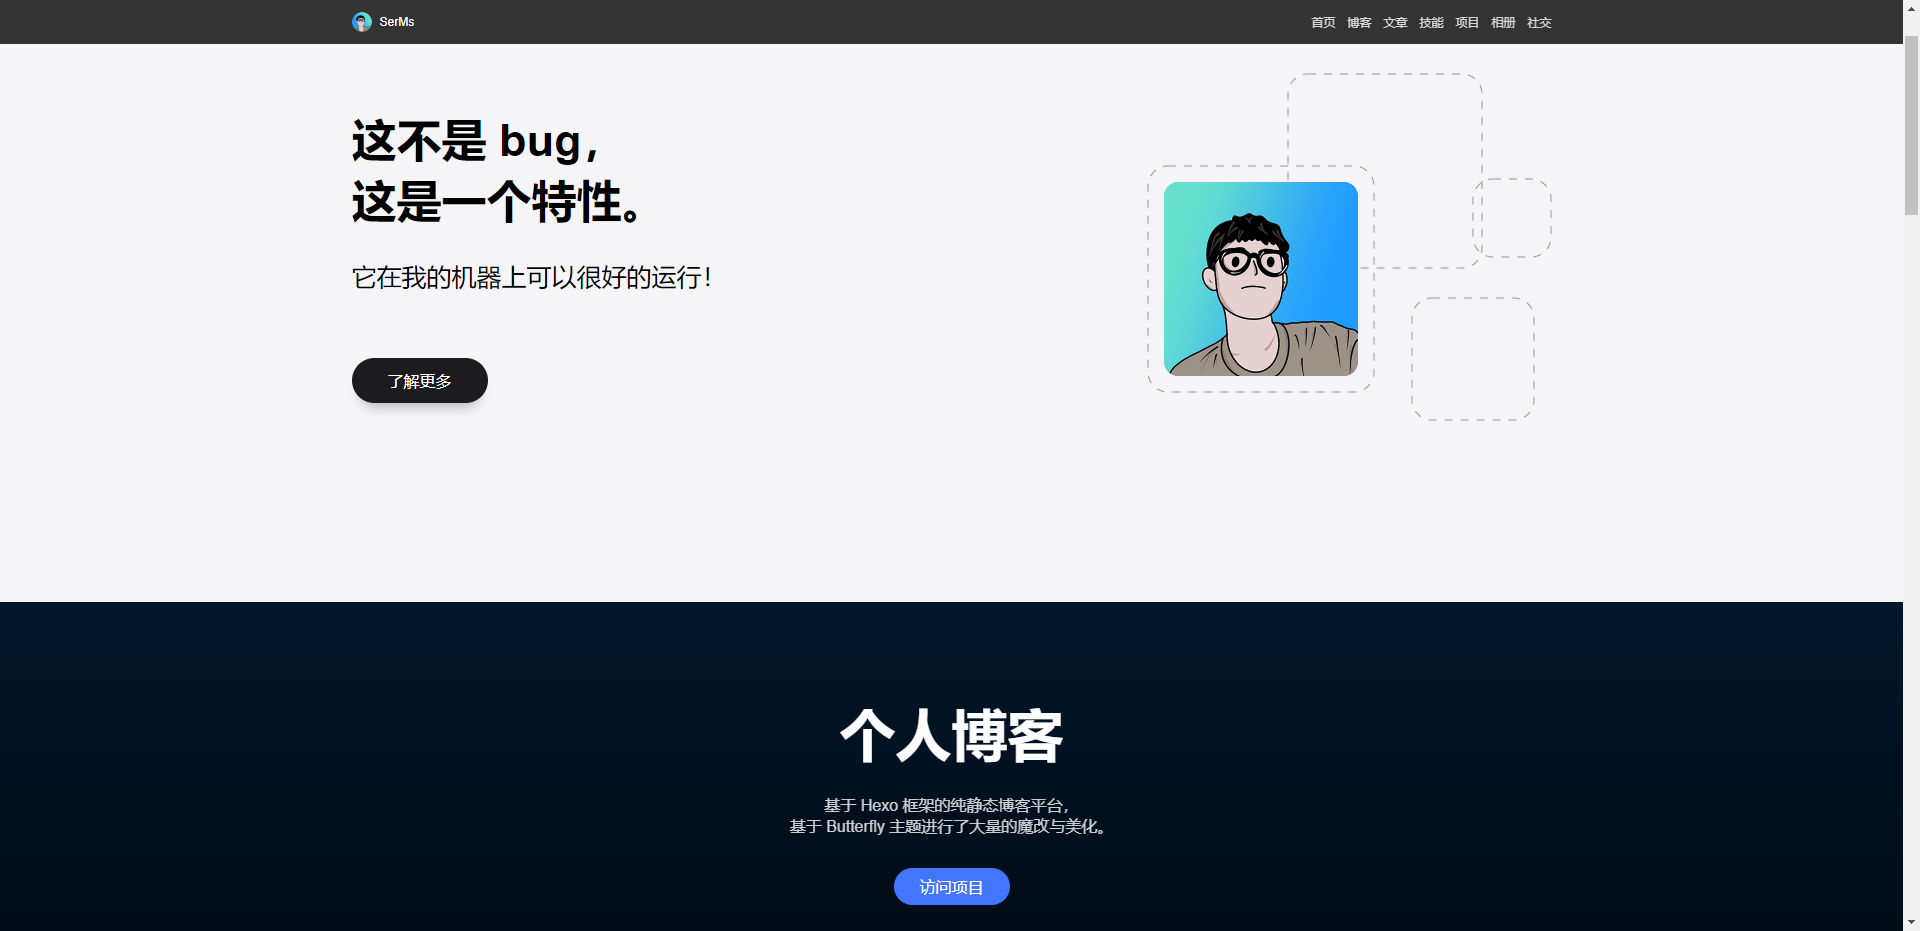 SerMs
首页 博客 文章 技能 项目 相册 社交
这不是 bug，
这是一个特性。
它在我的机器上可以很好的运行！
了解更多
个人博客
基于 Hexo 框架的纯静态博客平台，
基于 Butterfly 主题进行了大量的魔改与美化。
访问项目